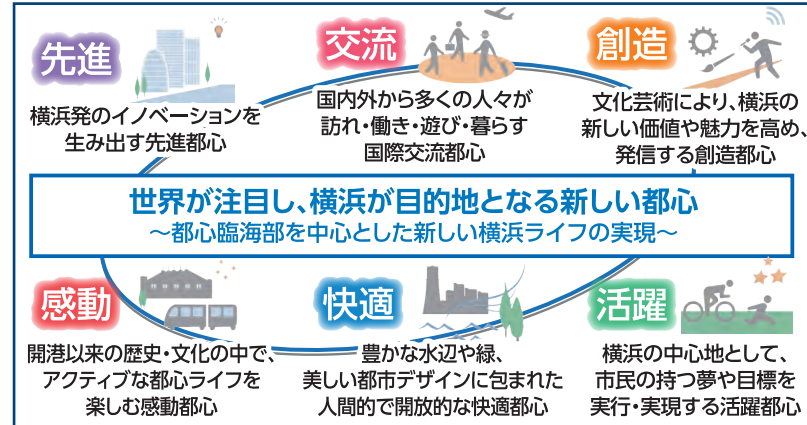 先進
横浜発のイノベーションを
生み出す先進都心
交流
国内外から多くの人々が
訪れ・働き・遊び・暮らす
国際交流都心
創造
文化芸術により、横浜の
新しい価値や魅力を高め、
発信する創造都心
世界が注目し、横浜が目的地となる新しい都心
～都心臨海部を中心とした新しい横浜ライフの実現～
感動
開港以来の歴史・文化の中で、
アクティブな都心ライフを
楽しむ感動都心
快適
豊かな水辺や緑、
美しい都市デザインに包まれた
人間的で開放的な快適都心
活躍
横浜の中心地として、
市民の持つ夢や目標を
実行・実現する活躍都心